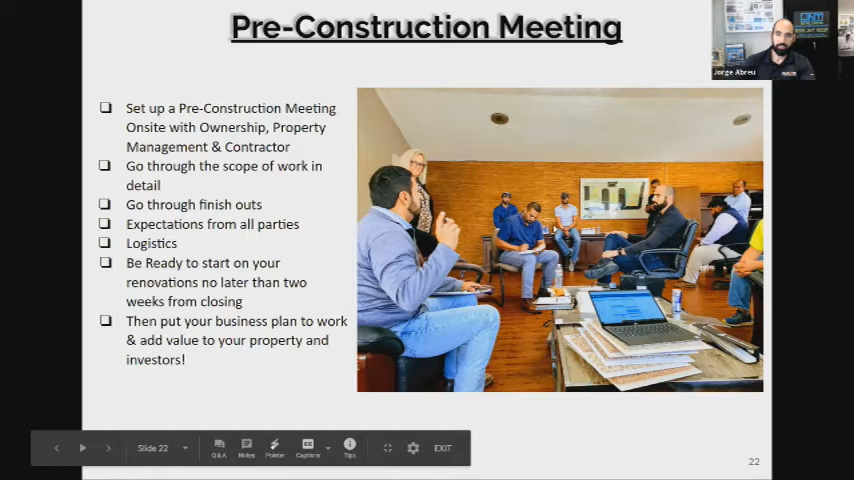 Pre-Construction Meeting
Jorge Abreu
Set up a Pre-Construction Meeting
Onsite with Ownership, Property
Management & Contractor
Go through the scope of work in
detail
Go through finish outs
Expectations from all parties
Logistics
Be Ready to start on your
renovations no later than two
weeks from closing
Then put your business plan to work
& add value to your property and
investors!
Slide 22
Q&A
Notes
Pointer
Captions
Tips
EXIT
22